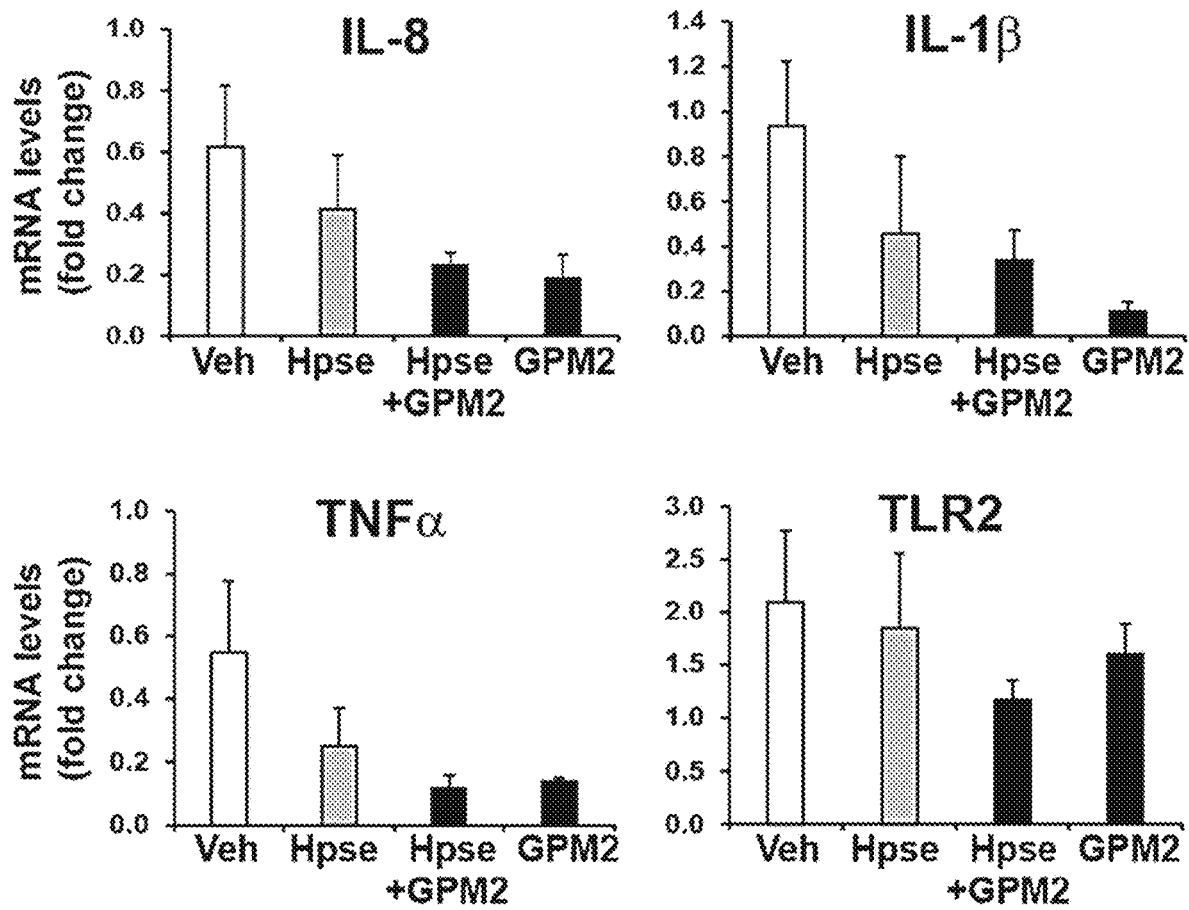 IL-8
mRNA levels
(fold change)
1.0
0.8
0.6
0.4
0.2
0.0
Veh Hpse Hpse GPM2
+GPM2
IL-1β
1.4
1.2
1.0
0.8
0.6
0.4
0.2
0.0
Veh Hpse Hpse GPM2
+GPM2
TNFα
mRNA levels
(fold change)
1.0
0.8
0.6
0.4
0.2
0.0
Veh Hpse Hpse GPM2
+GPM2
TLR2
3.0
2.5
2.0
1.5
1.0
0.5
0.0
Veh Hpse Hpse GPM2
+GPM2